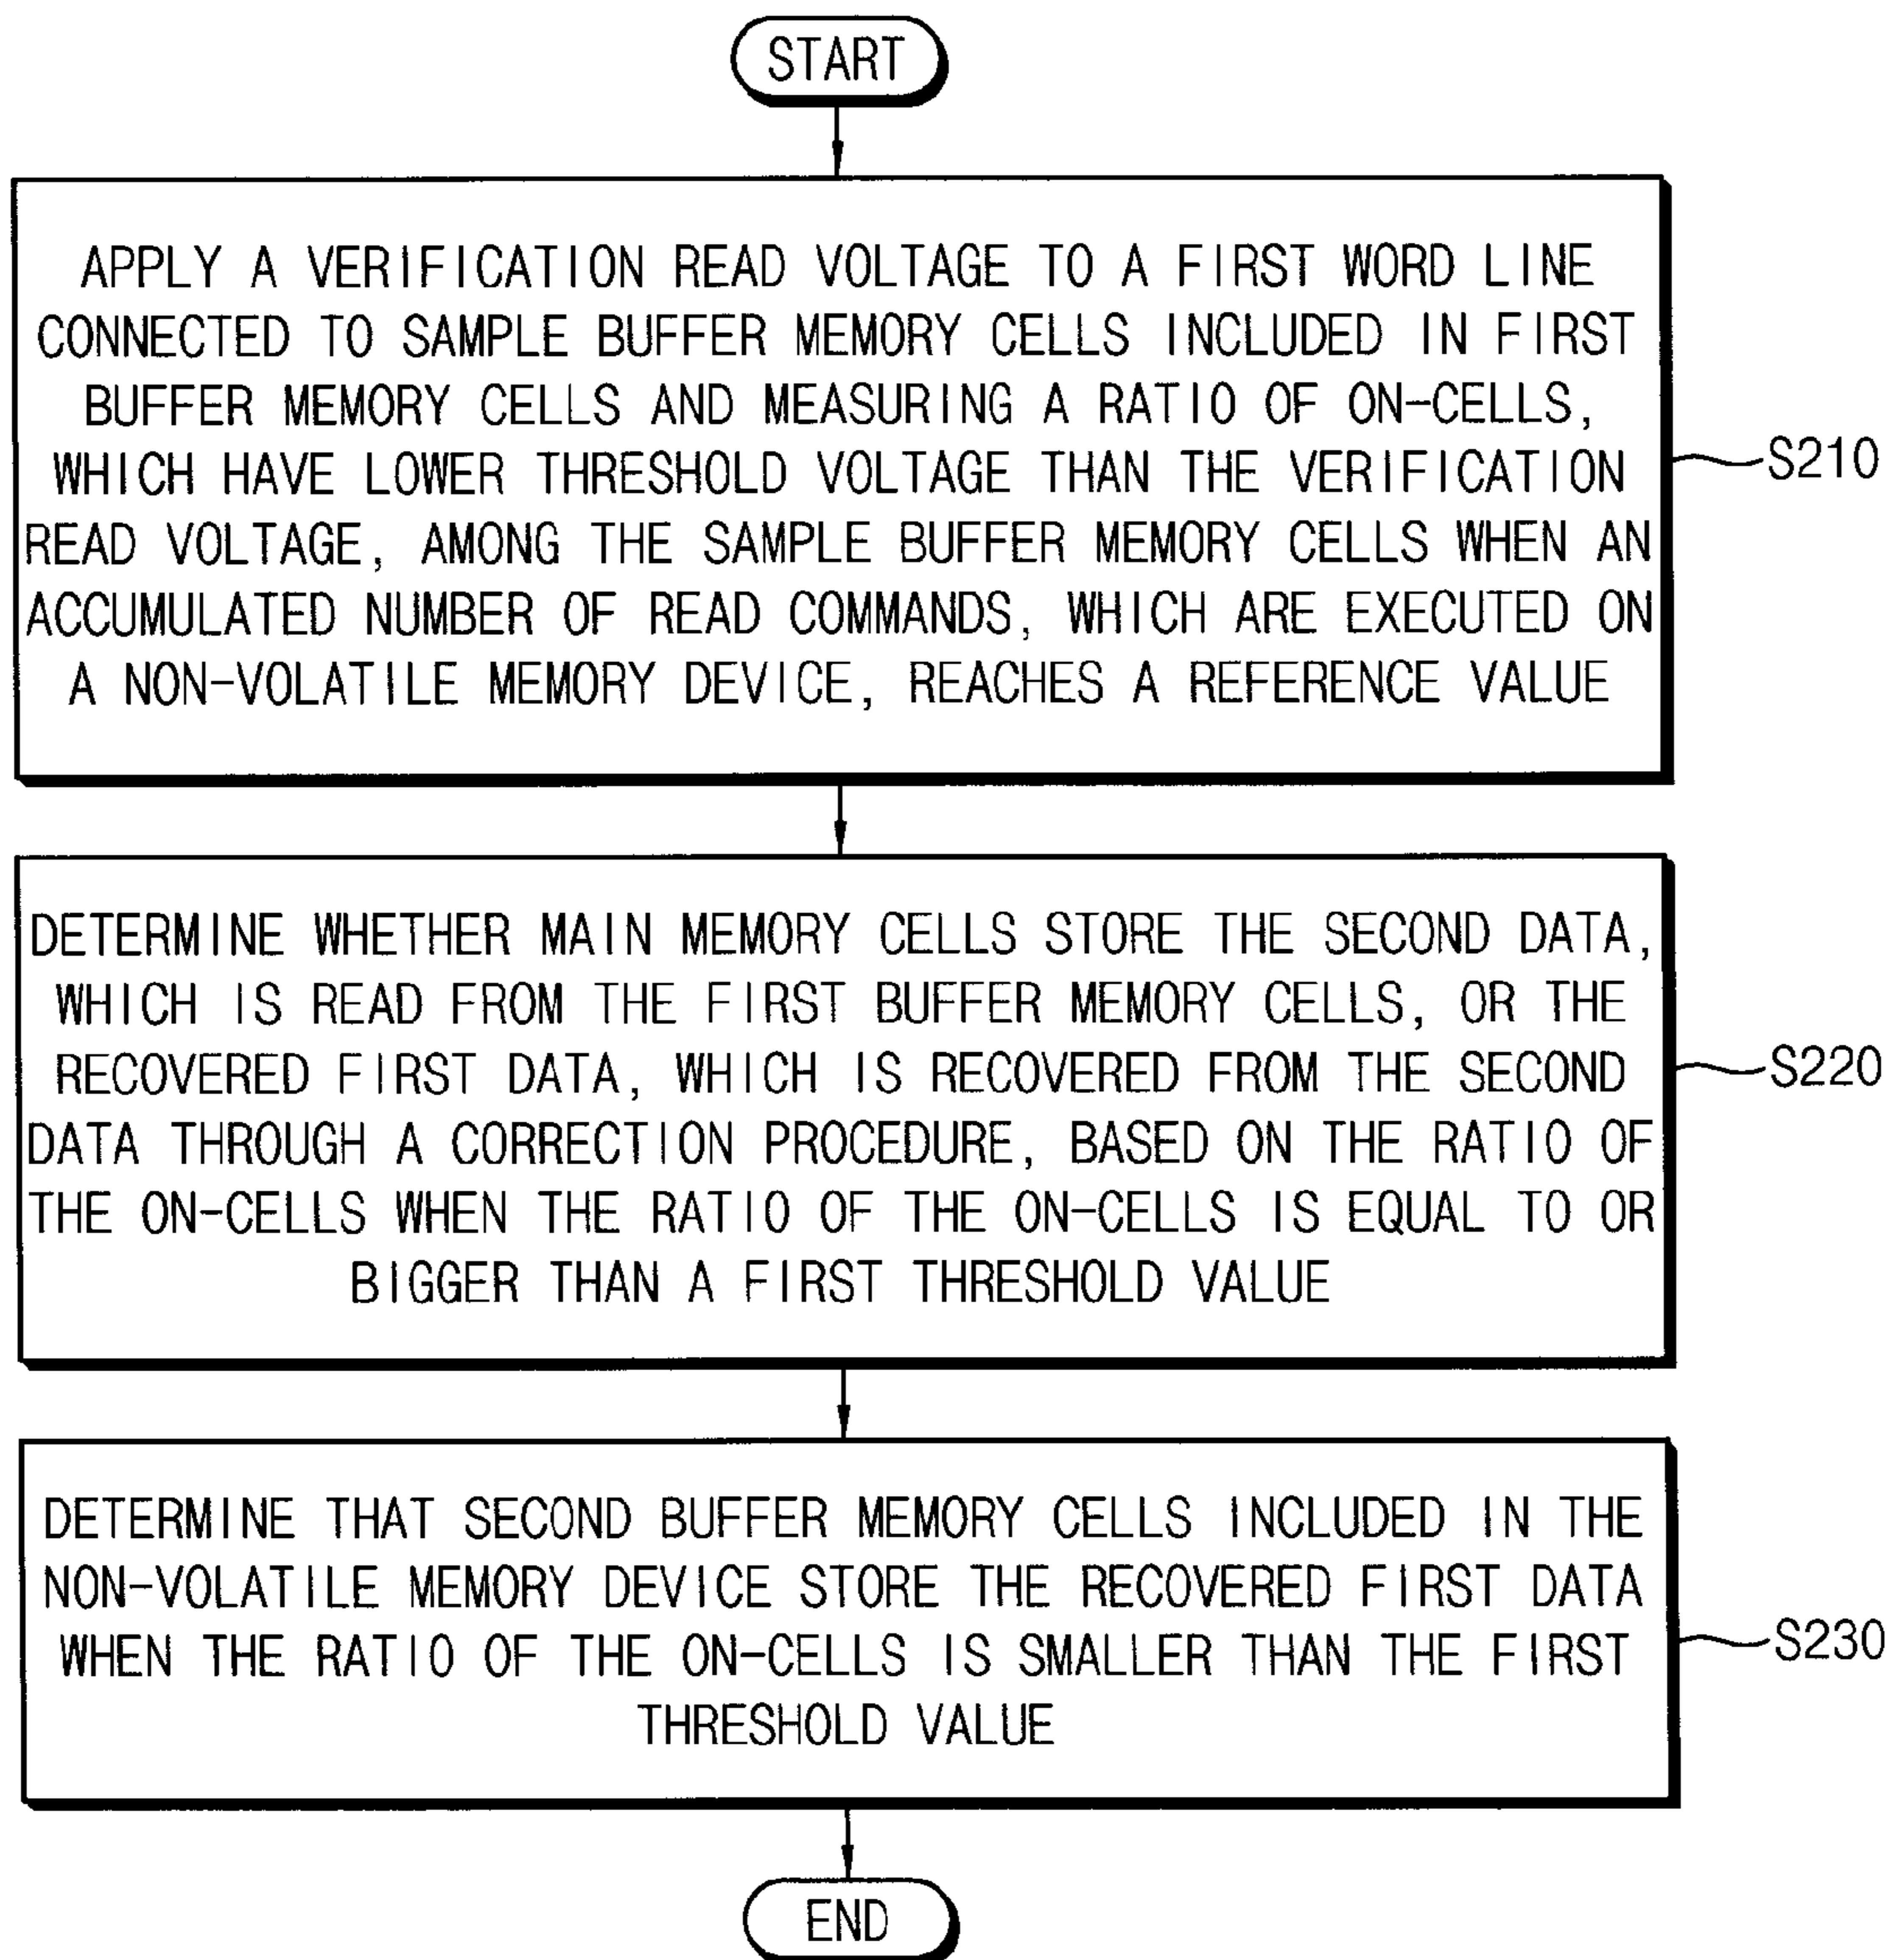 START
APPLY A VERIFICATION READ VOLTAGE TO A FIRST WORD LINE
CONNECTED TO SAMPLE BUFFER MEMORY CELLS INCLUDED IN FIRST
BUFFER MEMORY CELLS AND MEASURING A RATIO OF ON-CELLS,
WHICH HAVE LOWER THRESHOLD VOLTAGE THAN THE VERIFICATION
READ VOLTAGE, AMONG THE SAMPLE BUFFER MEMORY CELLS WHEN AN
ACCUMULATED NUMBER OF READ COMMANDS, WHICH ARE EXECUTED ON
A NON-VOLATILE MEMORY DEVICE, REACHES A REFERENCE VALUE
S210
DETERMINE WHETHER MAIN MEMORY CELLS STORE THE SECOND DATA,
WHICH IS READ FROM THE FIRST BUFFER MEMORY CELLS, OR THE
RECOVERED FIRST DATA, WHICH IS RECOVERED FROM THE SECOND
DATA THROUGH A CORRECTION PROCEDURE, BASED ON THE RATIO OF
THE ON-CELLS WHEN THE RATIO OF THE ON-CELLS IS EQUAL TO OR
BIGGER THAN A FIRST THRESHOLD VALUE
S220
DETERMINE THAT SECOND BUFFER MEMORY CELLS INCLUDED IN THE
NON-VOLATILE MEMORY DEVICE STORE THE RECOVERED FIRST DATA
WHEN THE RATIO OF THE ON-CELLS IS SMALLER THAN THE FIRST
THRESHOLD VALUE
S230
END